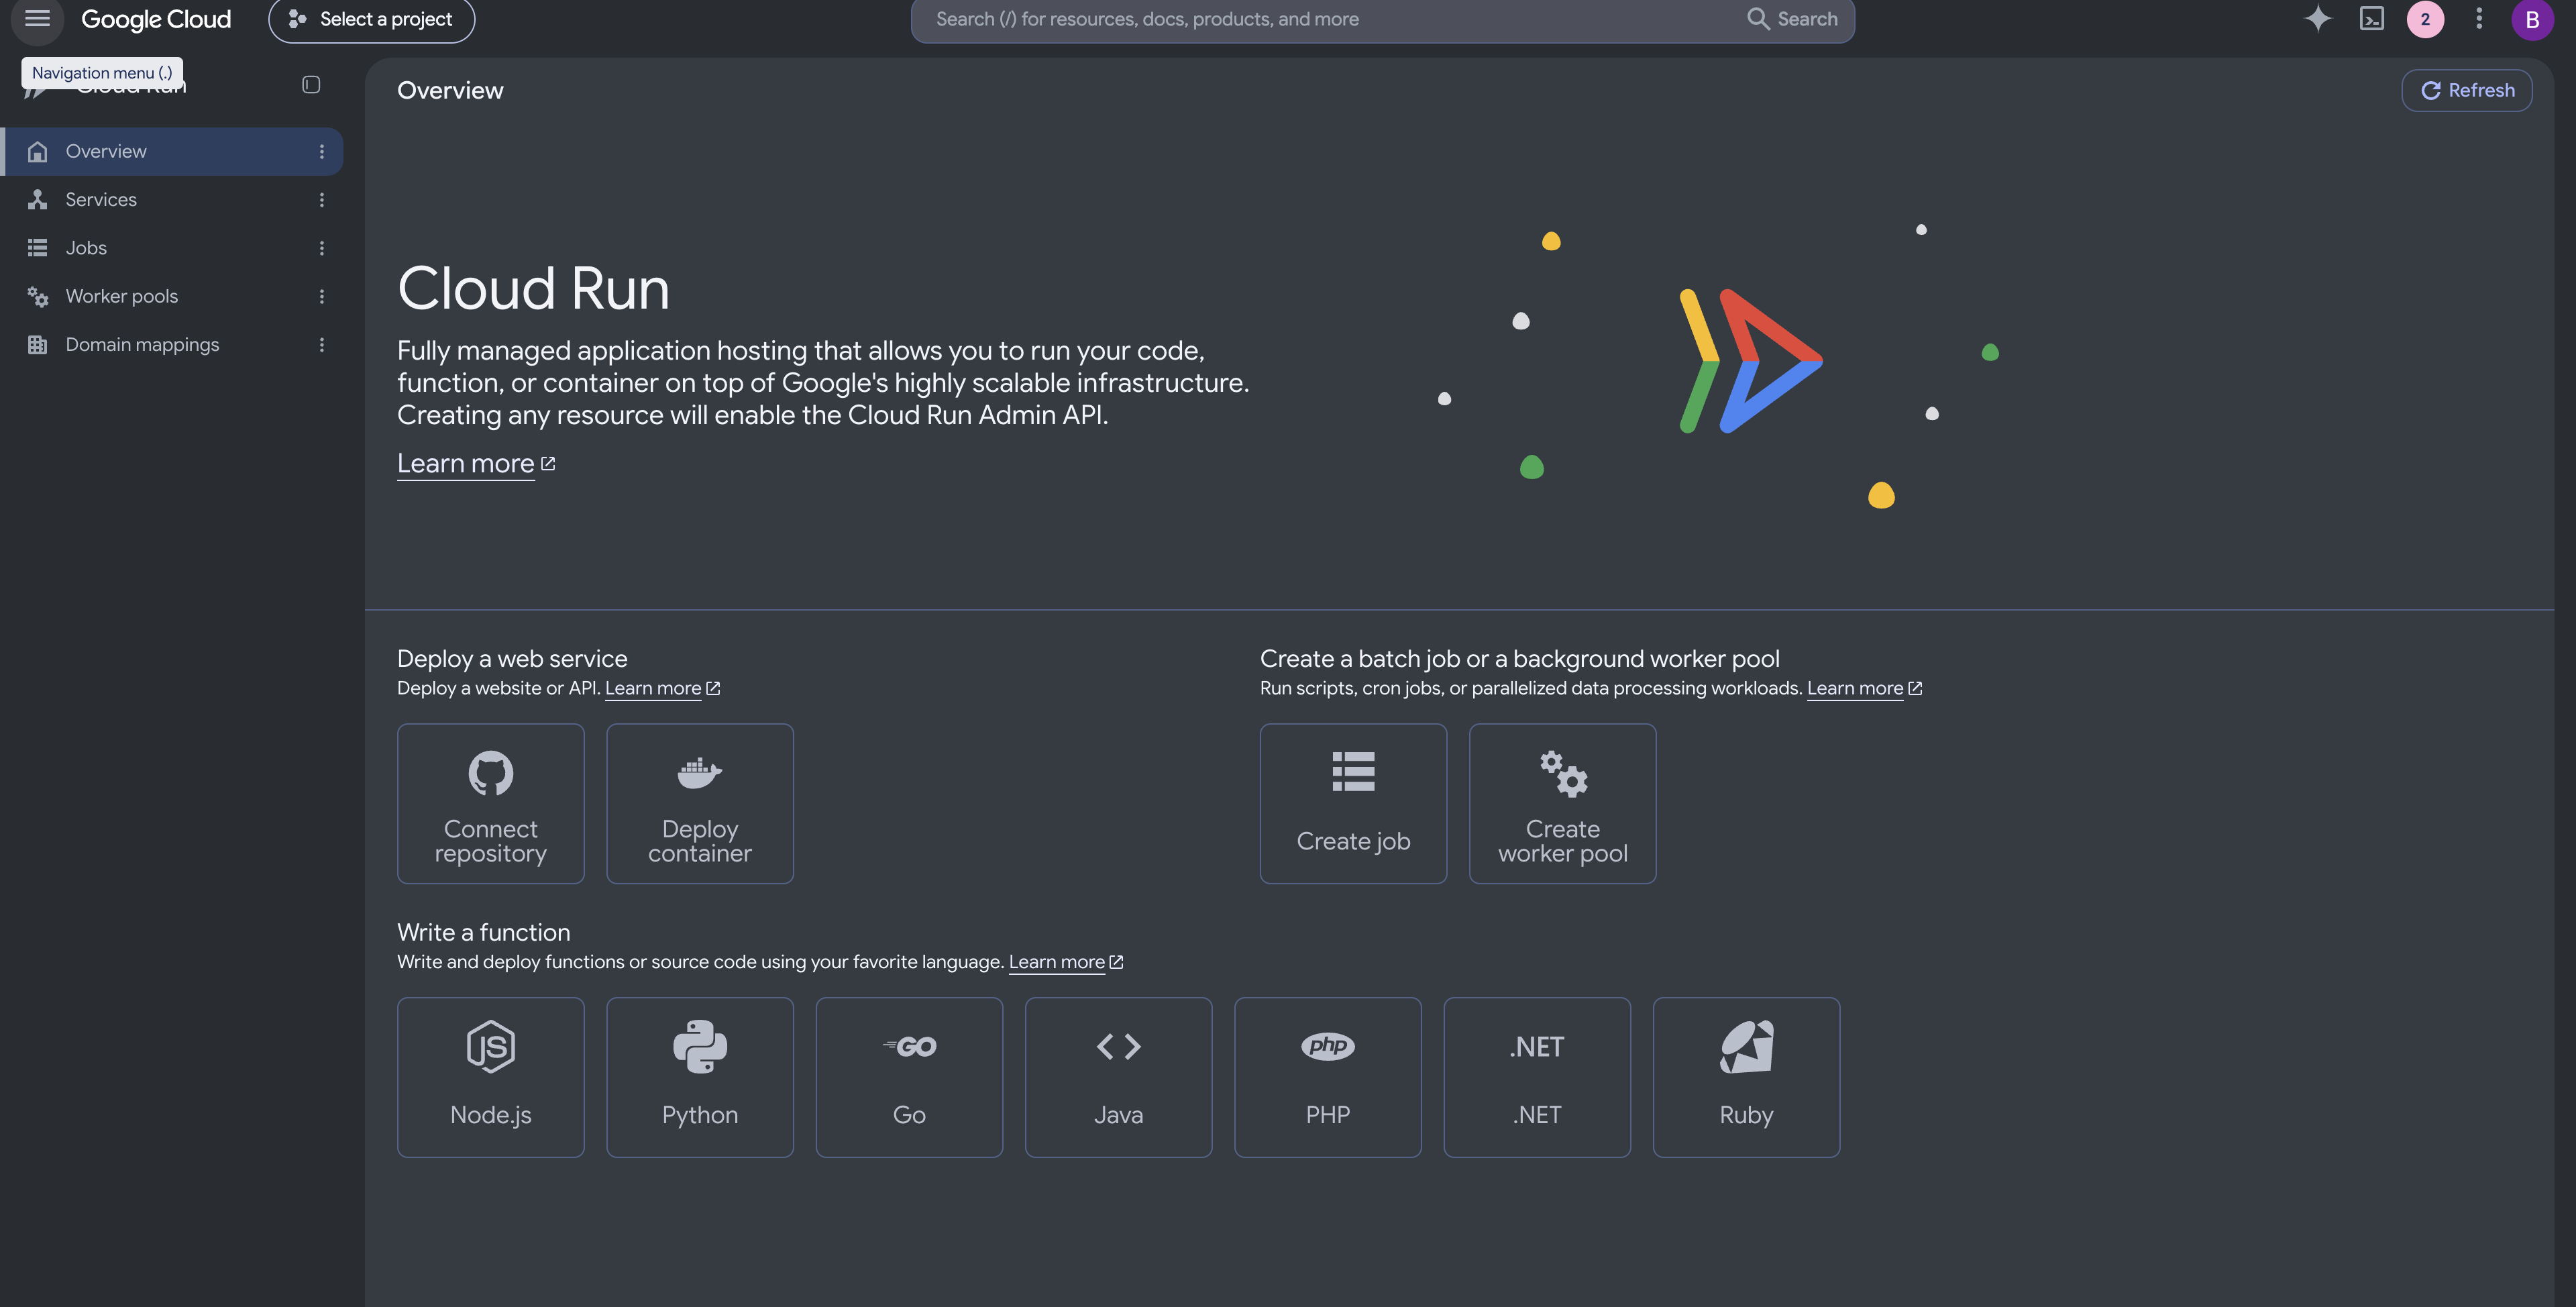 Google Cloud
Select a project
Search (/) for resources, docs, products, and more
Search
2
B
Navigation menu (.)
Cloud Run
Overview
Services
Jobs
Worker pools
Domain mappings
Overview
Refresh
Cloud Run
Fully managed application hosting that allows you to run your code,
function, or container on top of Google's highly scalable infrastructure.
Creating any resource will enable the Cloud Run Admin API.
Learn more
Deploy a web service
Deploy a website or API. Learn more
Connect
repository
Deploy
container
Create a batch job or a background worker pool
Run scripts, cron jobs, or parallelized data processing workloads. Learn more
Create job
Create
worker pool
Write a function
Write and deploy functions or source code using your favorite language. Learn more
JS
Node.js
Python
GO
Go
Java
php
PHP
.NET
.NET
Ruby